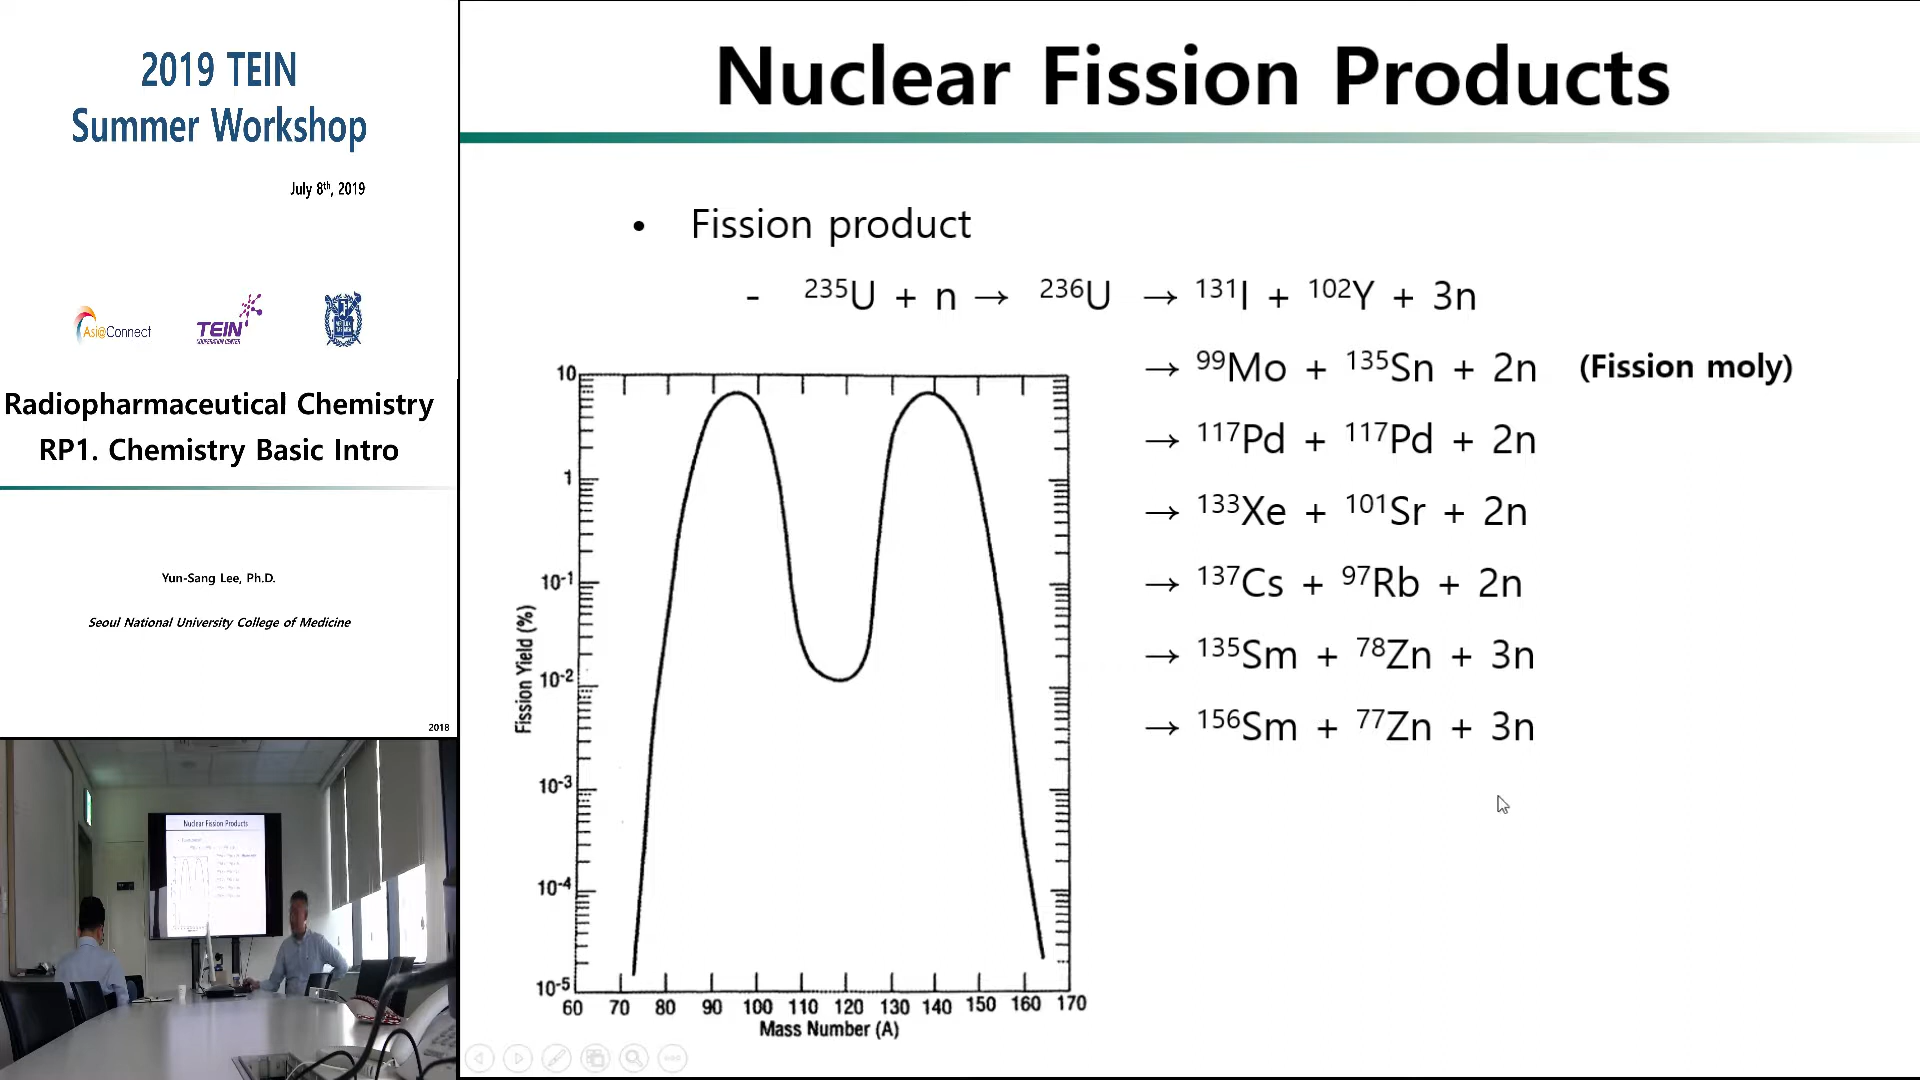 2019 TEIN
Summer Workshop
July 8th, 2019
Asi@Connect
TEIN
COOPERATION CENTER
Radiopharmaceutical Chemistry
RP1. Chemistry Basic Intro
Yun-Sang Lee, Ph.D.
Seoul National University College of Medicine
2018
Nuclear Fission Products
Nuclear Fission Products
• Fission product
- ²³⁵U + n → ²³⁶U → ¹³¹I + ¹⁰²Y + 3n
→ ⁹⁹Mo + ¹³⁵Sn + 2n (Fission moly)
→ ¹¹⁷Pd + ¹¹⁷Pd + 2n
→ ¹³³Xe + ¹⁰¹Sr + 2n
→ ¹³⁷Cs + ⁹⁷Rb + 2n
→ ¹³⁵Sm + ⁷⁸Zn + 3n
→ ¹⁵⁶Sm + ⁷⁷Zn + 3n
Fission Yield (%)
10
1
10⁻¹
10⁻²
10⁻³
10⁻⁴
10⁻⁵
60 70 80 90 100 110 120 130 140 150 160 170
Mass Number (A)